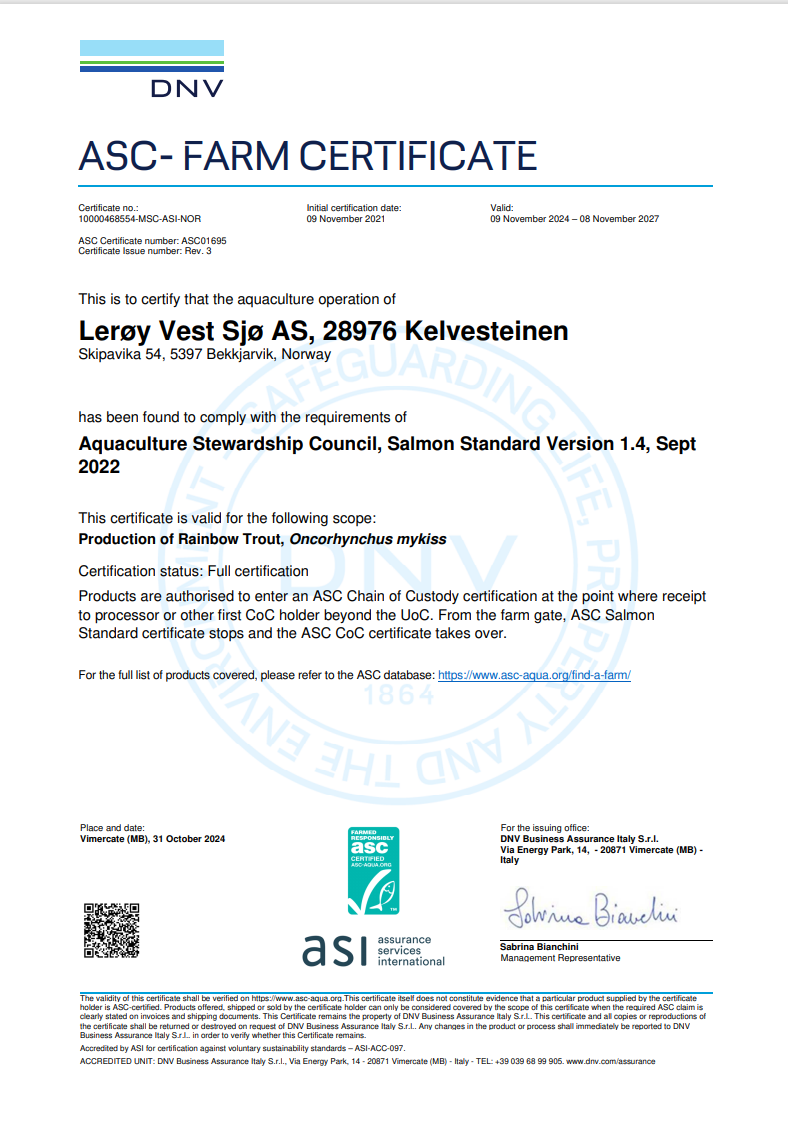 DNV
ASC- FARM CERTIFICATE
Certificate no.:
10000468554-MSC-ASI-NOR
Initial certification date:
09 November 2021
Valid:
09 November 2024 – 08 November 2027
ASC Certificate number: ASC01695
Certificate Issue number: Rev. 3
This is to certify that the aquaculture operation of
Lerøy Vest Sjø AS, 28976 Kelvesteinen
Skipavika 54, 5397 Bekkjarvik, Norway
has been found to comply with the requirements of
Aquaculture Stewardship Council, Salmon Standard Version 1.4, Sept
2022
This certificate is valid for the following scope:
Production of Rainbow Trout, Oncorhynchus mykiss
Certification status: Full certification
Products are authorised to enter an ASC Chain of Custody certification at the point where receipt
to processor or other first CoC holder beyond the UoC. From the farm gate, ASC Salmon
Standard certificate stops and the ASC CoC certificate takes over.
For the full list of products covered, please refer to the ASC database: https://www.asc-aqua.org/find-a-farm/
SAFEGUARDING LIFE, PROPERTY AND THE ENVIRONMENT
DNV
1864
Place and date:
Vimercate (MB), 31 October 2024
FARMED
RESPONSIBLY
asc
CERTIFIED
ASC-AQUA.ORG
TM
asi assurance
services
international
For the issuing office:
DNV Business Assurance Italy S.r.l.
Via Energy Park, 14, - 20871 Vimercate (MB) -
Italy
Sabrina Bianchini
Sabrina Bianchini
Management Representative
The validity of this certificate shall be verified on https://www.asc-aqua.org.This certificate itself does not constitute evidence that a particular product supplied by the certificate
holder is ASC-certified. Products offered, shipped or sold by the certificate holder can only be considered covered by the scope of this certificate when the required ASC claim is
clearly stated on invoices and shipping documents. This Certificate remains the property of DNV Business Assurance Italy S.r.l.. This certificate and all copies or reproductions of
the certificate shall be returned or destroyed on request of DNV Business Assurance Italy S.r.l.. Any changes in the product or process shall immediately be reported to DNV
Business Assurance Italy S.r.l.. in order to verify whether this Certificate remains.
Accredited by ASI for certification against voluntary sustainability standards – ASI-ACC-097.
ACCREDITED UNIT: DNV Business Assurance Italy S.r.l., Via Energy Park, 14 - 20871 Vimercate (MB) - Italy - TEL: +39 039 68 99 905. www.dnv.com/assurance